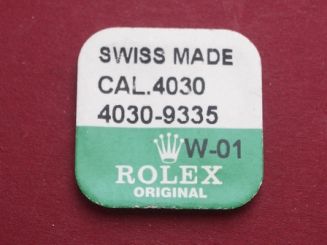 SWISS MADE
CAL.4030
4030-9335
W-01
ROLEX
ORIGINAL